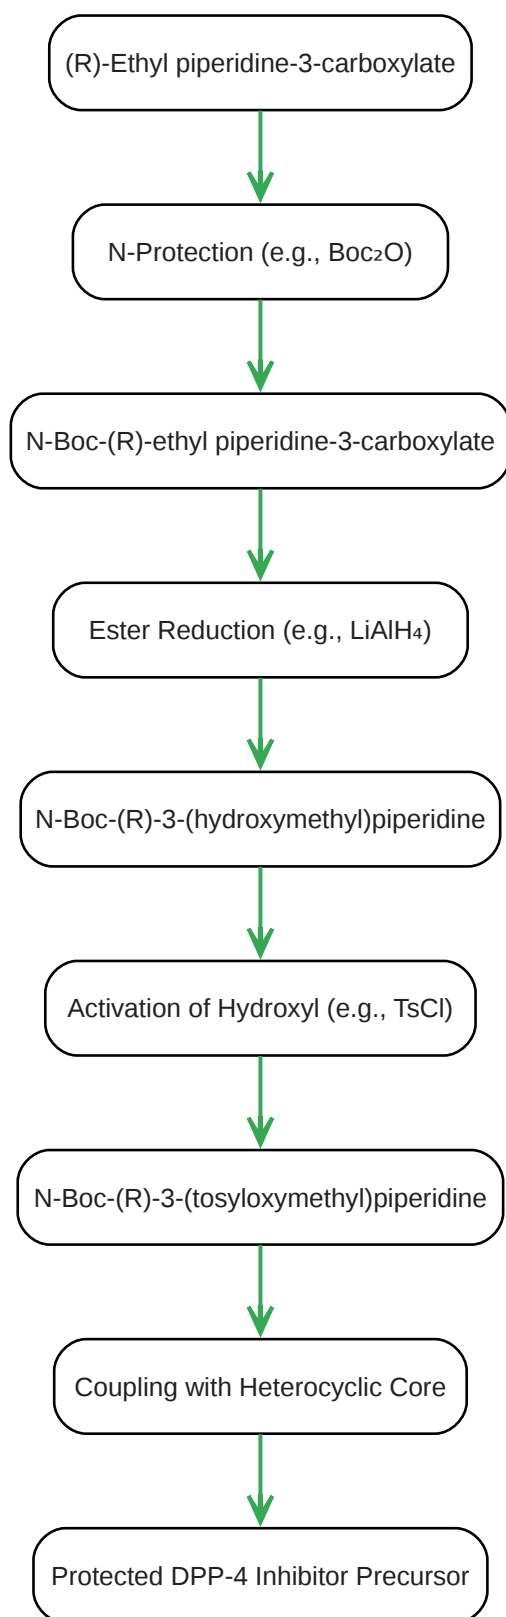 (R)-Ethyl piperidine-3-carboxylate
N-Protection (e.g., Boc₂O)
N-Boc-(R)-ethyl piperidine-3-carboxylate
Ester Reduction (e.g., LiAlH₄)
N-Boc-(R)-3-(hydroxymethyl)piperidine
Activation of Hydroxyl (e.g., TsCl)
N-Boc-(R)-3-(tosyloxymethyl)piperidine
Coupling with Heterocyclic Core
Protected DPP-4 Inhibitor Precursor